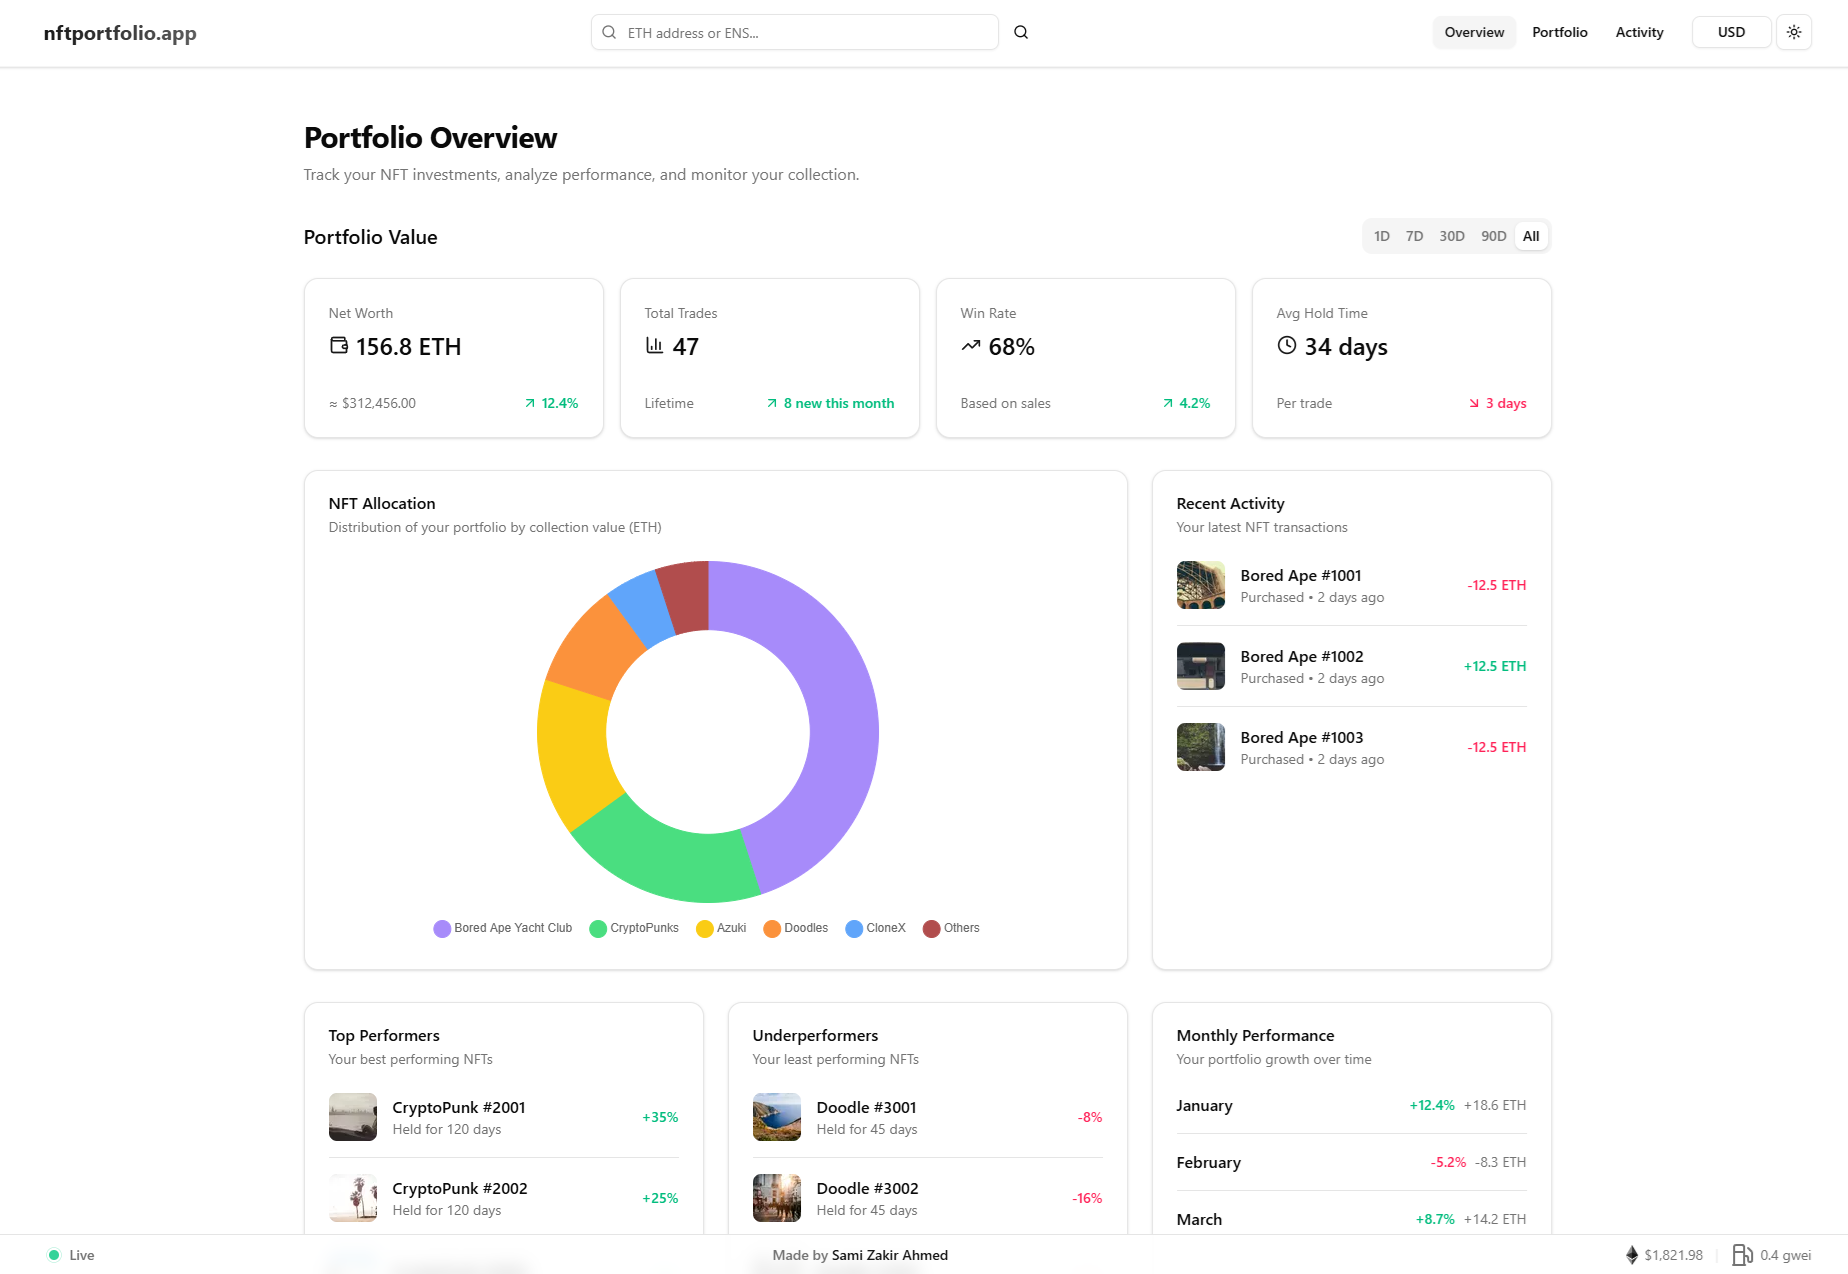 nftportfolio.app
ETH address or ENS...
Overview
Portfolio
Activity
USD
Portfolio Overview
Track your NFT investments, analyze performance, and monitor your collection.
Portfolio Value
1D 7D 30D 90D All
Net Worth
156.8 ETH
≈ $312,456.00
12.4%
Total Trades
47
Lifetime
8 new this month
Win Rate
68%
Based on sales
4.2%
Avg Hold Time
34 days
Per trade
3 days
NFT Allocation
Distribution of your portfolio by collection value (ETH)
Bored Ape Yacht Club
CryptoPunks
Azuki
Doodles
CloneX
Others
Recent Activity
Your latest NFT transactions
Bored Ape #1001
Purchased • 2 days ago
-12.5 ETH
Bored Ape #1002
Purchased • 2 days ago
+12.5 ETH
Bored Ape #1003
Purchased • 2 days ago
-12.5 ETH
Top Performers
Your best performing NFTs
CryptoPunk #2001
Held for 120 days
+35%
CryptoPunk #2002
Held for 120 days
+25%
Underperformers
Your least performing NFTs
Doodle #3001
Held for 45 days
-8%
Doodle #3002
Held for 45 days
-16%
Monthly Performance
Your portfolio growth over time
January
+12.4% +18.6 ETH
February
-5.2% -8.3 ETH
March
+8.7% +14.2 ETH
Live
Made by Sami Zakir Ahmed
$1,821.98
0.4 gwei